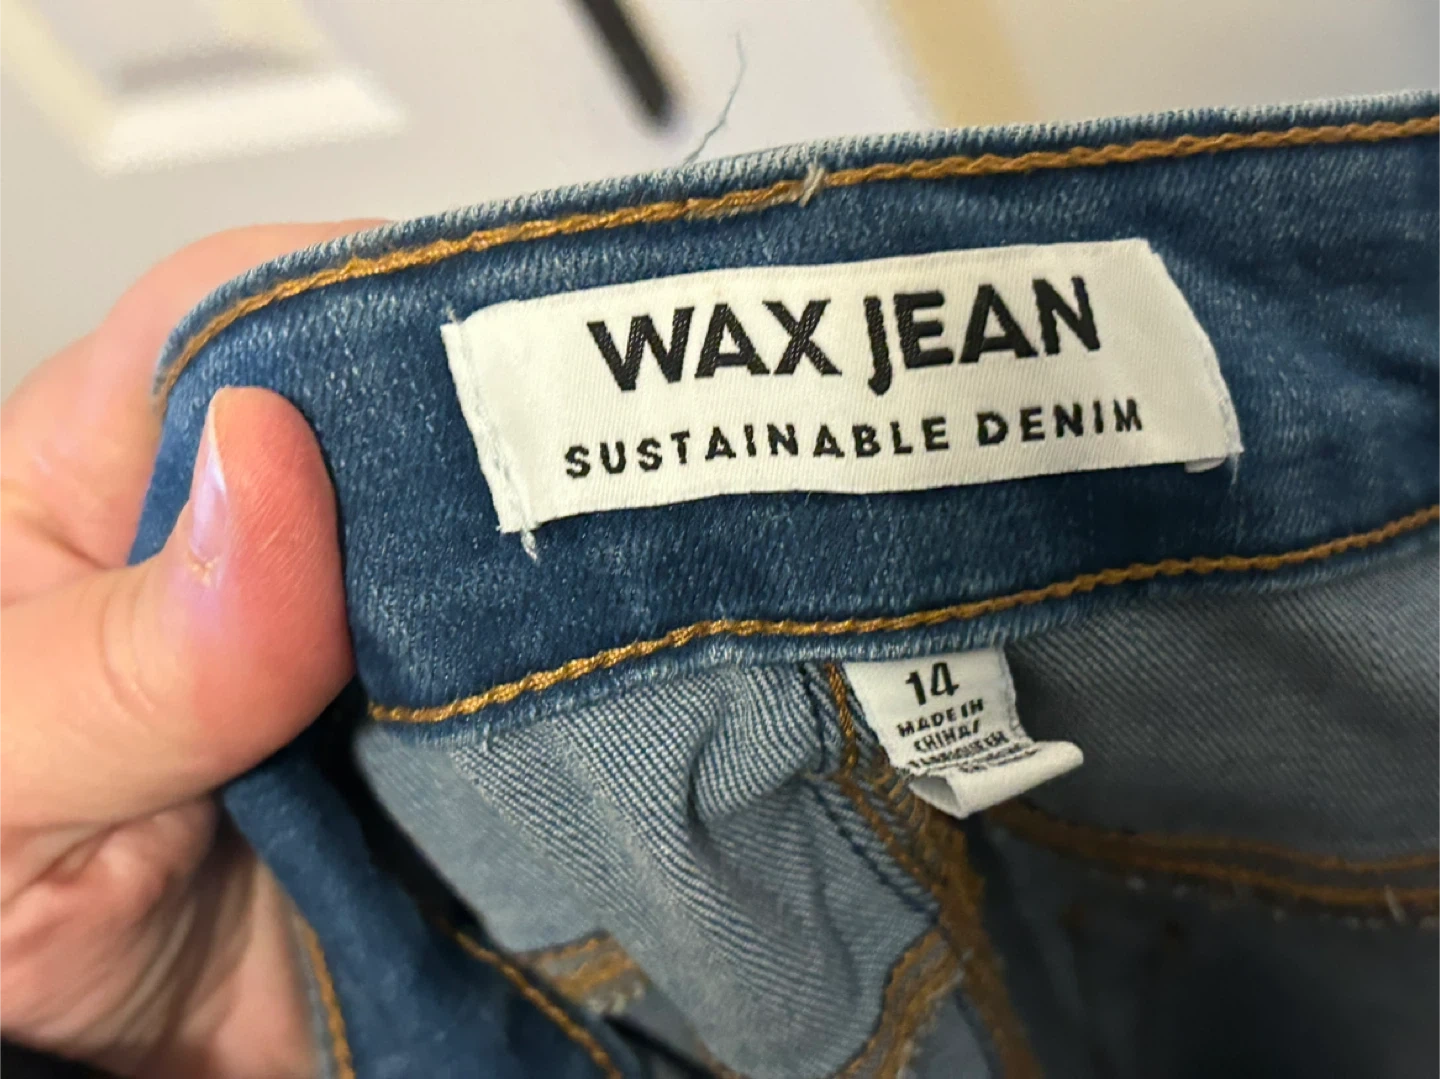 WAX JEAN
SUSTAINABLE DENIM
14
MADE IN
CHINA/